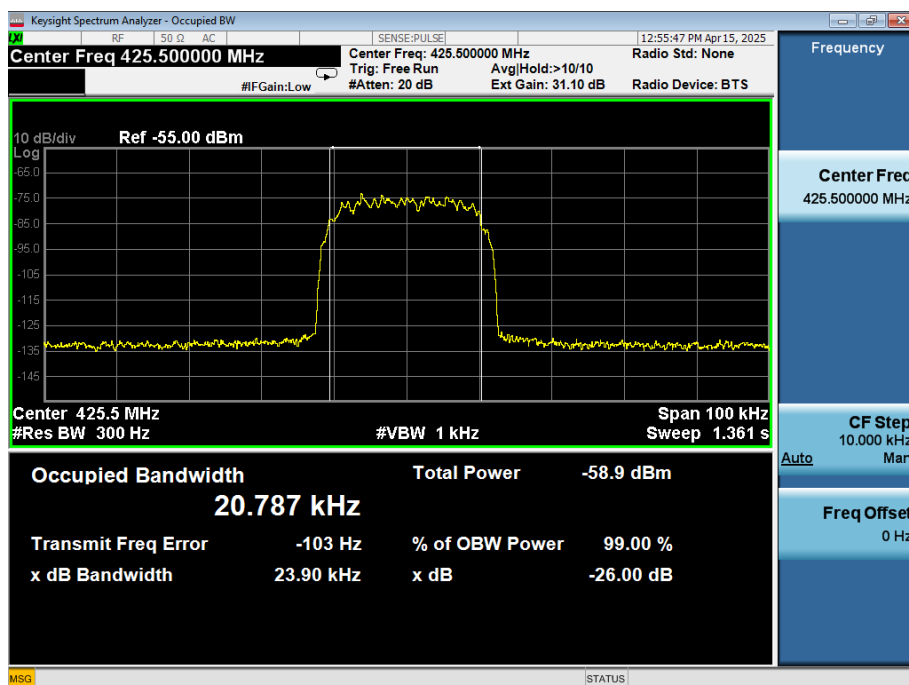 Keysight Spectrum Analyzer - Occupied BW
LXI RF 50 Ω AC SENSE:PULSE 12:55:47 PM Apr 15, 2025
Center Freq 425.500000 MHz
Center Freq: 425.500000 MHz Radio Std: None
Trig: Free Run Avg|Hold:>10/10
#IFGain:Low #Atten: 20 dB Ext Gain: 31.10 dB Radio Device: BTS
10 dB/div Ref -55.00 dBm
Log
-65.0
-75.0
-85.0
-95.0
-105
-115
-125
-135
-145
Center 425.5 MHz Span 100 kHz
#Res BW 300 Hz #VBW 1 kHz Sweep 1.361 s
Occupied Bandwidth Total Power -58.9 dBm
20.787 kHz
Transmit Freq Error -103 Hz % of OBW Power 99.00 %
x dB Bandwidth 23.90 kHz x dB -26.00 dB
Frequency
Center Freq
425.500000 MHz
CF Step
10.000 kHz
Auto Man
Freq Offset
0 Hz
MSG STATUS